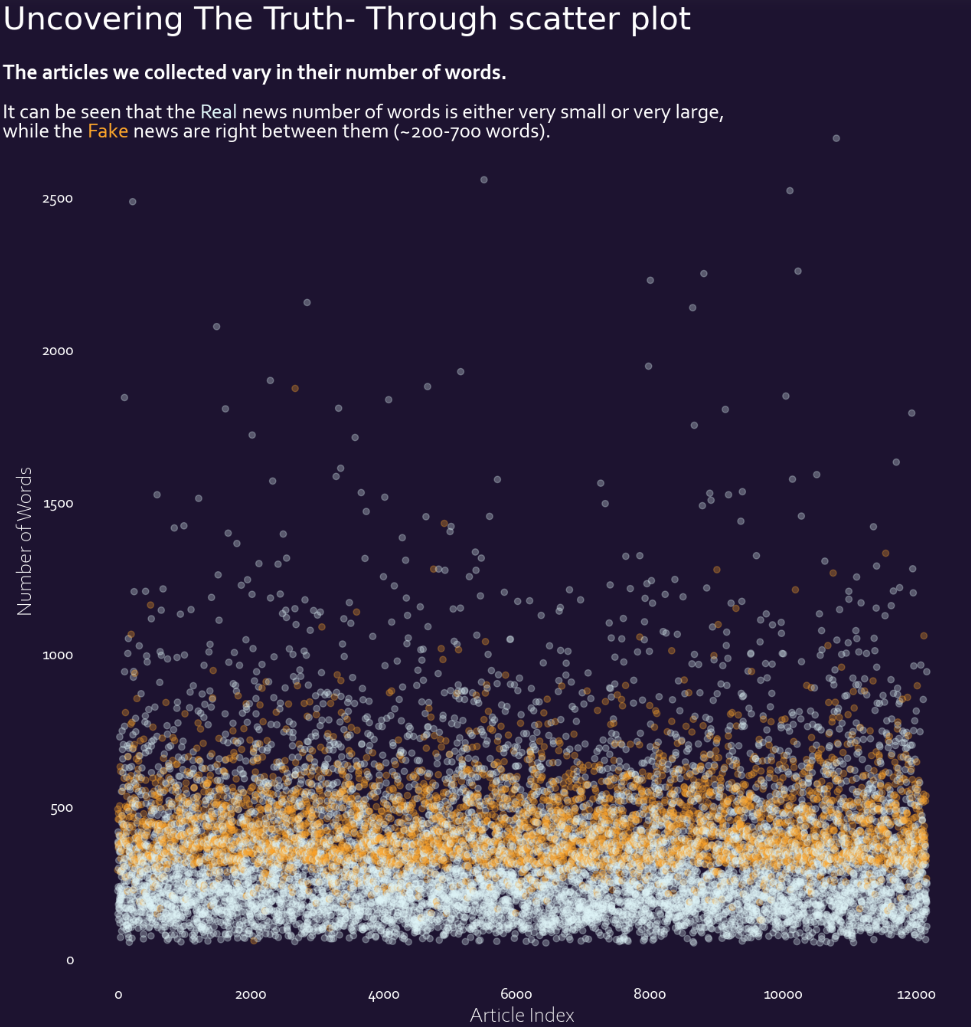 Uncovering The Truth- Through scatter plot
The articles we collected vary in their number of words.
It can be seen that the Real news number of words is either very small or very large,
while the Fake news are right between them (~200-700 words).
2500
2000
1500
1000
500
0
Number of Words
0 2000 4000 6000 8000 10000 12000
Article Index